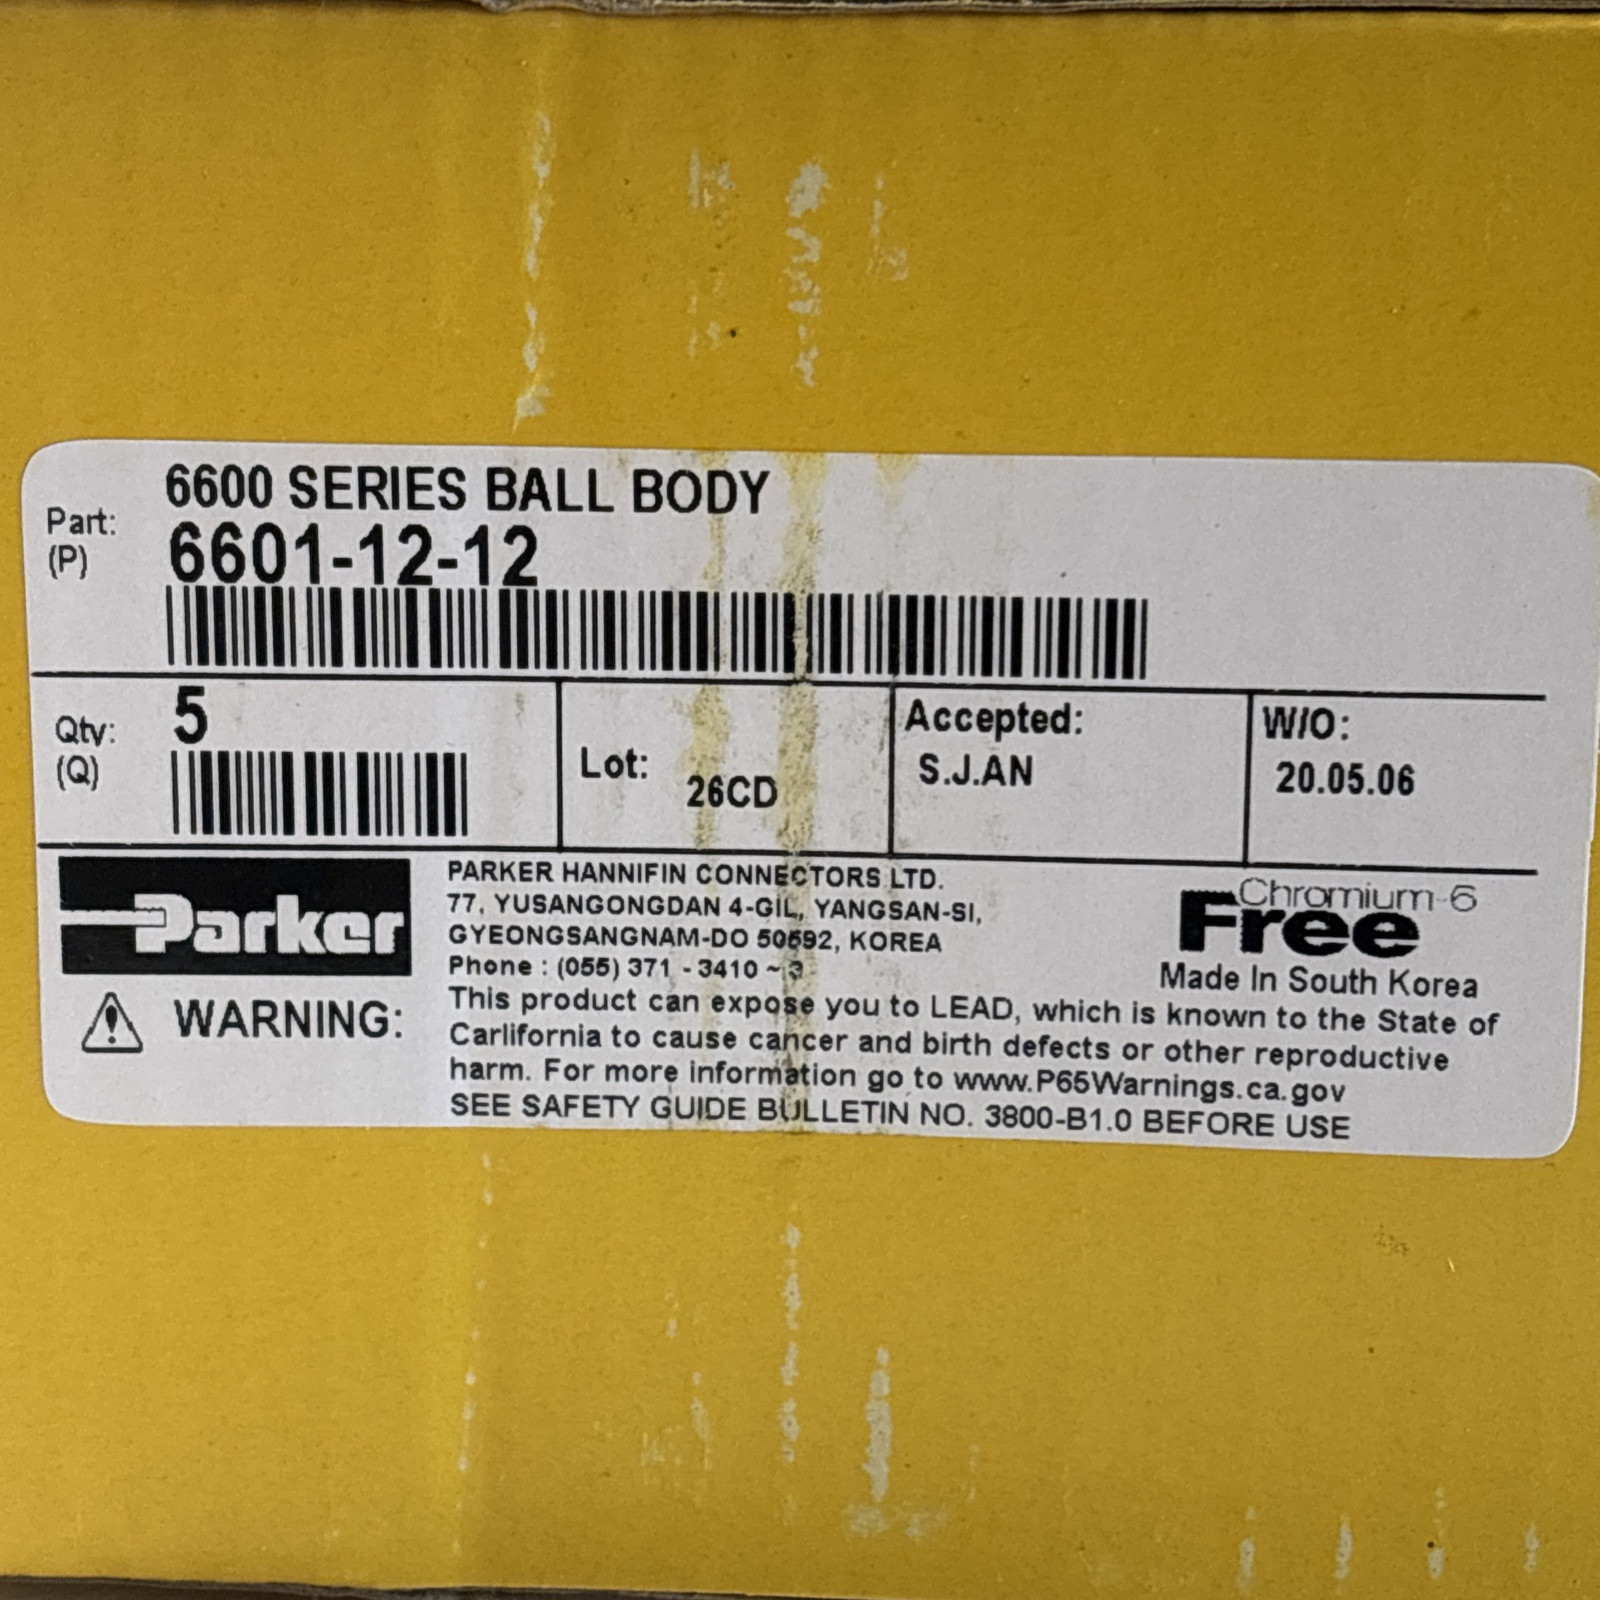 6600 SERIES BALL BODY
Part:
(P)
6601-12-12
Qty:
(Q)
5
Lot:
26CD
Accepted:
S.J.AN
W/O:
20.05.06
Parker
PARKER HANNIFIN CONNECTORS LTD.
77, YUSANGONGDAN 4-GIL, YANGSAN-SI,
GYEONGSANGNAM-DO 50592, KOREA
Phone : (055) 371 - 3410 ~ 3
Chromium-6
Free
Made In South Korea
WARNING:
This product can expose you to LEAD, which is known to the State of
Carlifornia to cause cancer and birth defects or other reproductive
harm. For more information go to www.P65Warnings.ca.gov
SEE SAFETY GUIDE BULLETIN NO. 3800-B1.0 BEFORE USE